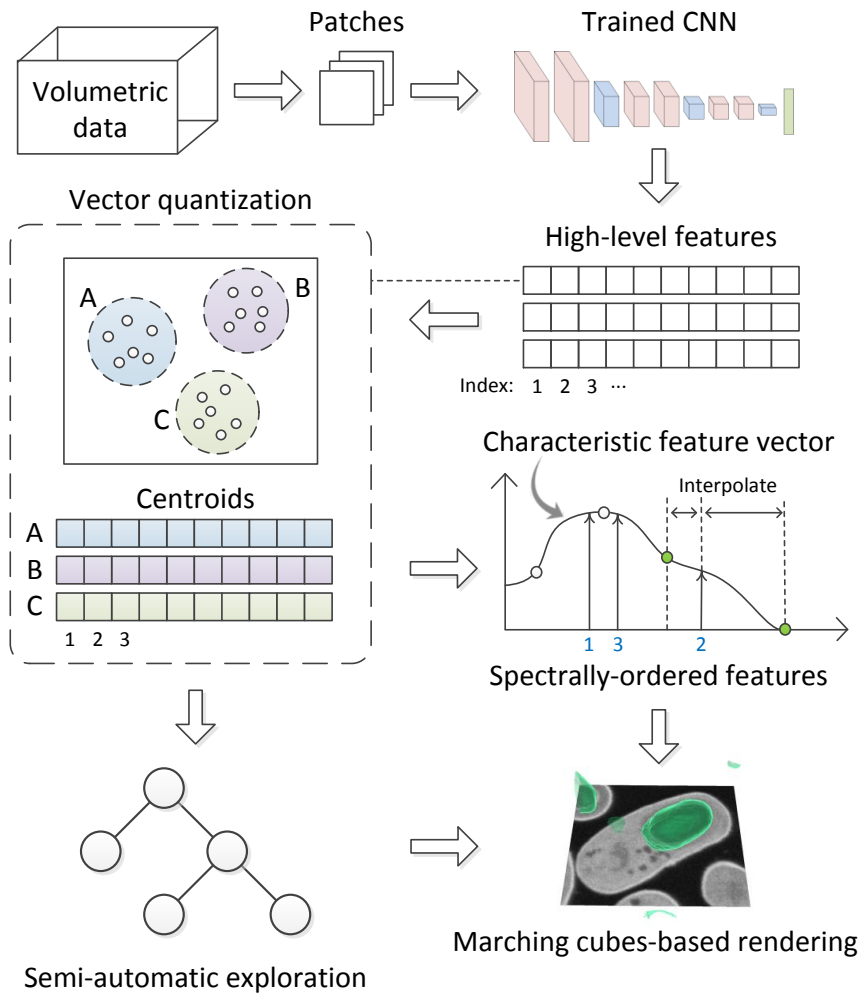 Patches
Trained CNN
Volumetric
data
Vector quantization
High-level features
A
B
C
Index: 1 2 3 ...
Centroids
A
B
C
1 2 3
Characteristic feature vector
Interpolate
1 3 2
Spectrally-ordered features
Semi-automatic exploration
Marching cubes-based rendering